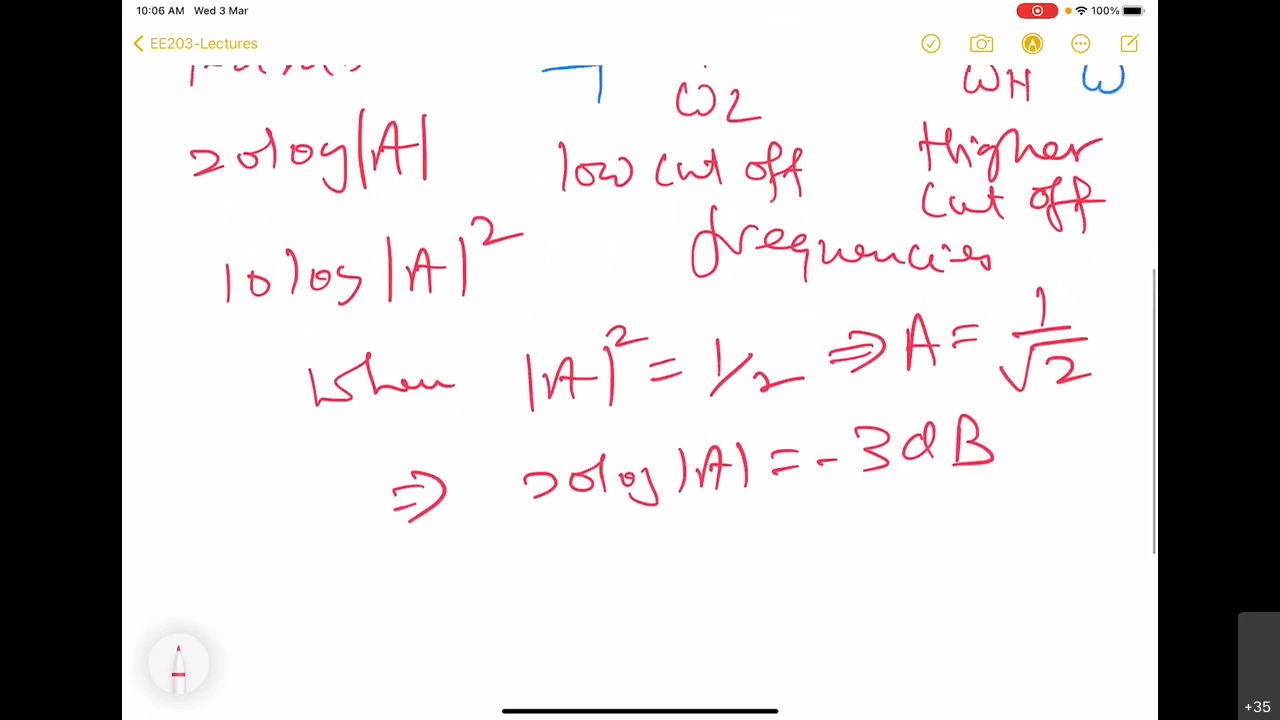 10:06 AM Wed 3 Mar
100%
EE203-Lectures
ωL
ωH ω
20log|A|
low cut off
Higher
cut off
frequencies
10log|A|²
when |A|² = 1/2 ⇒ A = 1/√2
⇒ 20log|A| = -3dB
+35